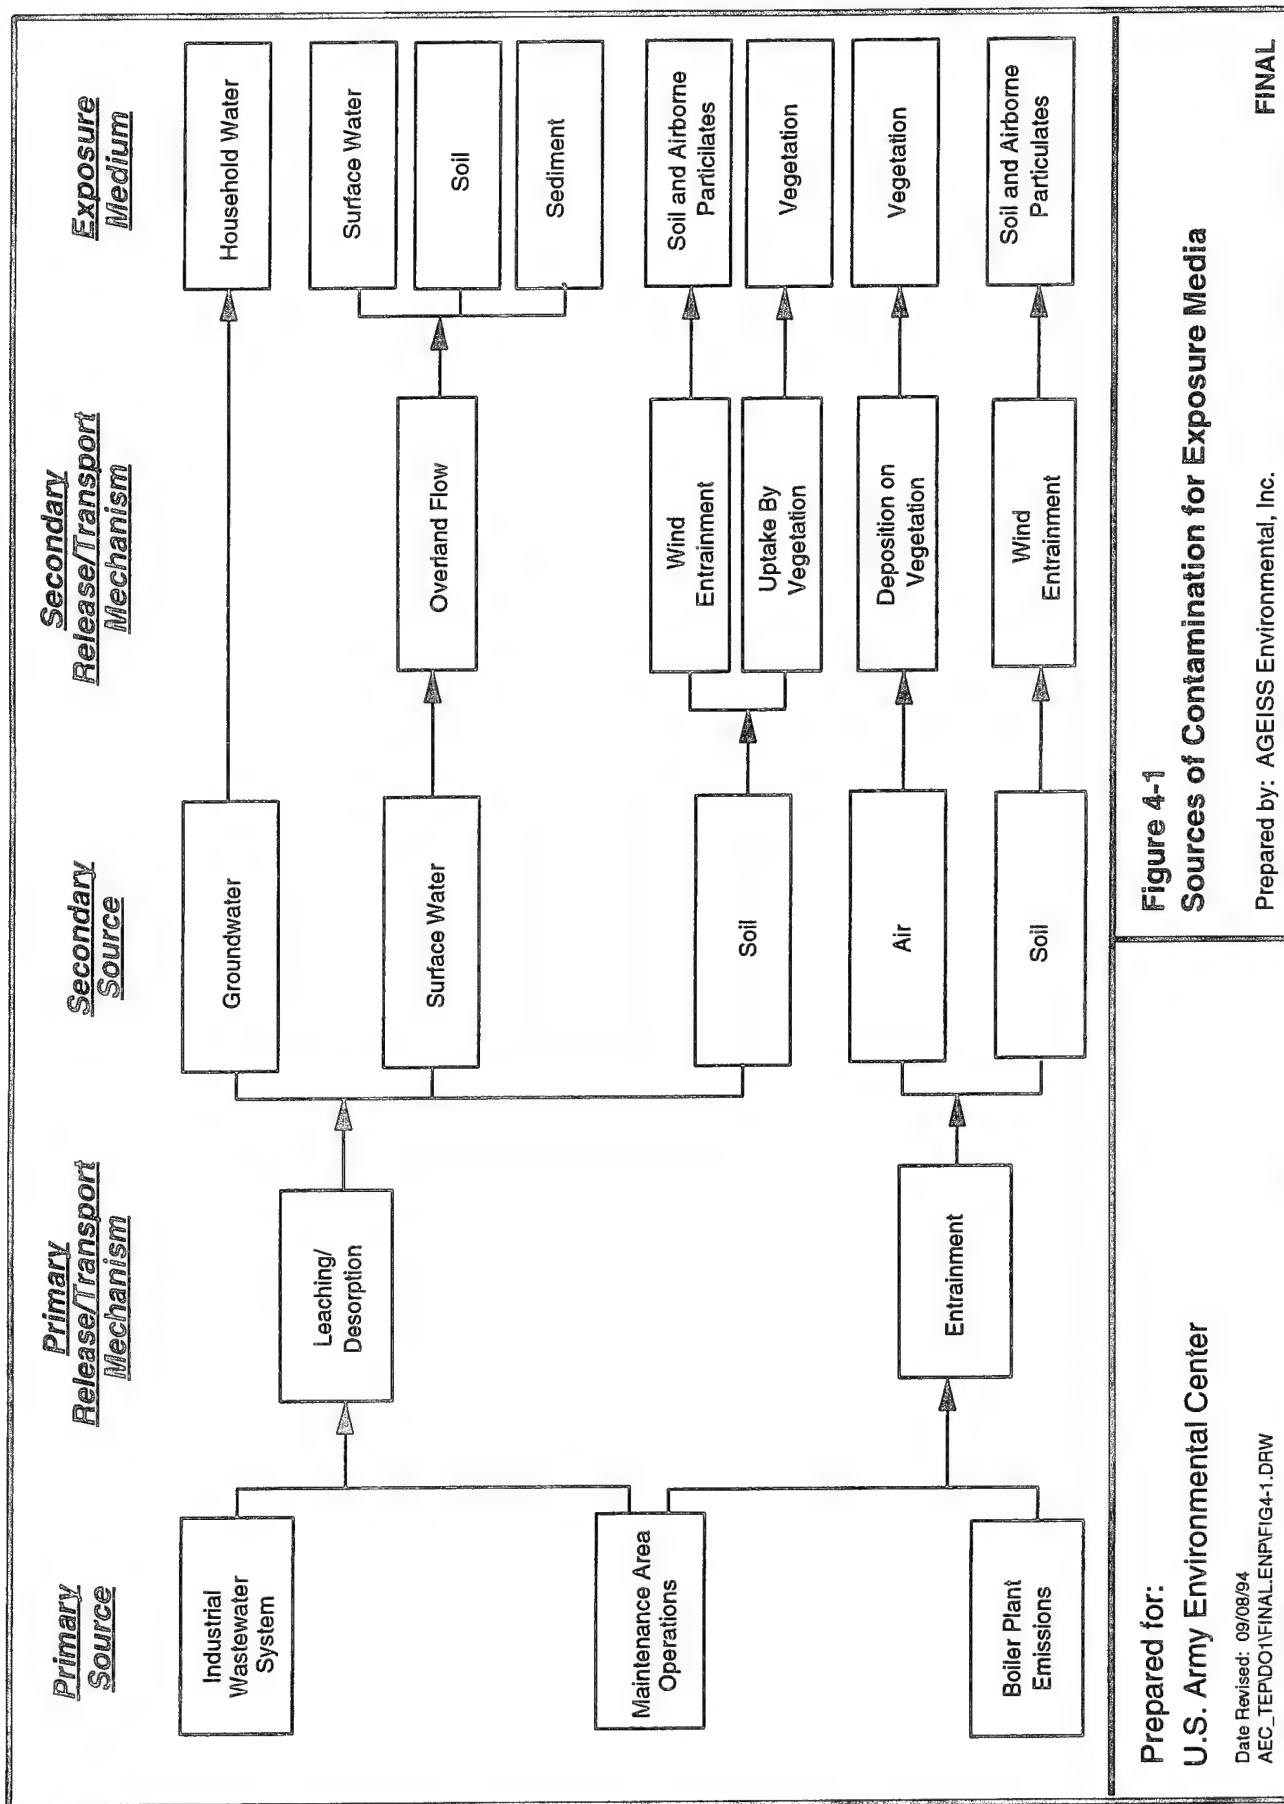 Primary
Source
Primary
Release/Transport
Mechanism
Secondary
Source
Secondary
Release/Transport
Mechanism
Exposure
Medium
Industrial
Wastewater
System
Maintenance Area
Operations
Boiler Plant
Emissions
Leaching/
Desorption
Entrainment
Groundwater
Surface Water
Soil
Air
Soil
Overland Flow
Wind
Entrainment
Uptake By
Vegetation
Deposition on
Vegetation
Wind
Entrainment
Household Water
Surface Water
Soil
Sediment
Soil and Airborne
Particilates
Vegetation
Vegetation
Soil and Airborne
Particulates
Prepared for:
U.S. Army Environmental Center
Date Revised: 09/08/94
AEC_TEP\DO1\FINAL.ENP\FIG4-1.DRW
Figure 4-1
Sources of Contamination for Exposure Media
Prepared by: AGEISS Environmental, Inc.
FINAL